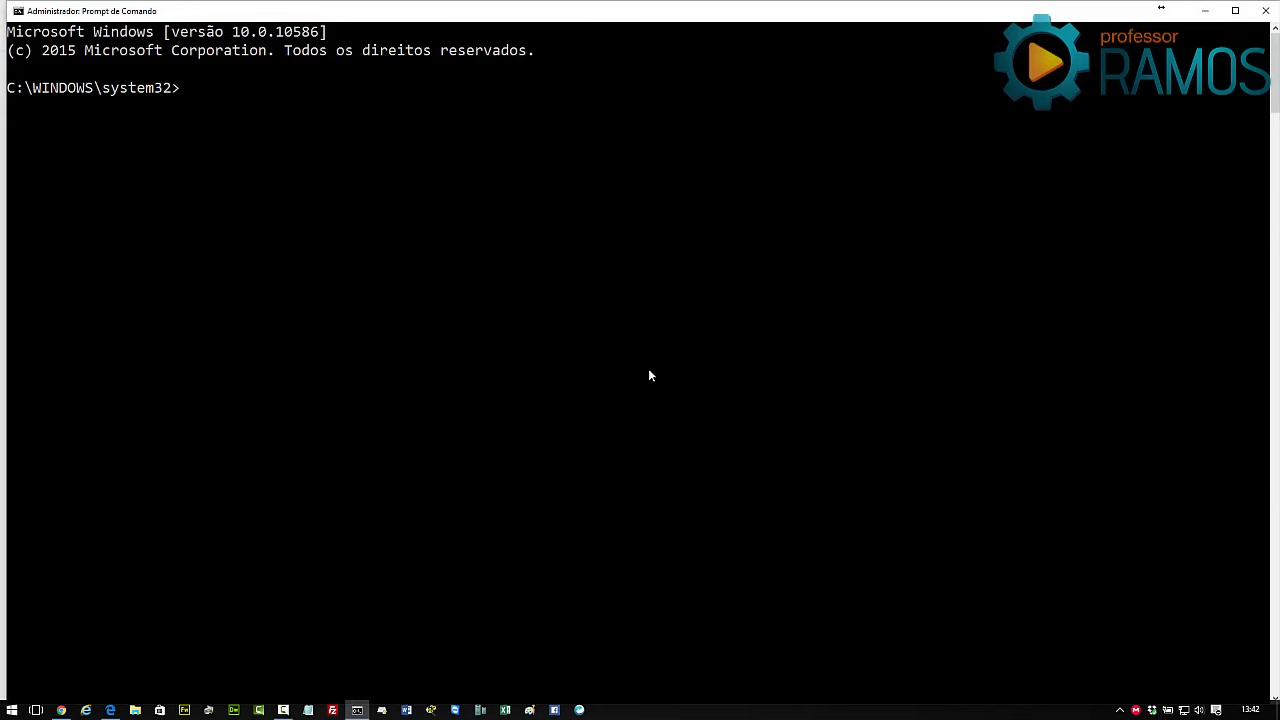 Administrador: Prompt de Comando
Microsoft Windows [versão 10.0.10586]
(c) 2015 Microsoft Corporation. Todos os direitos reservados.
C:\WINDOWS\system32>
professor
RAMOS
13:42